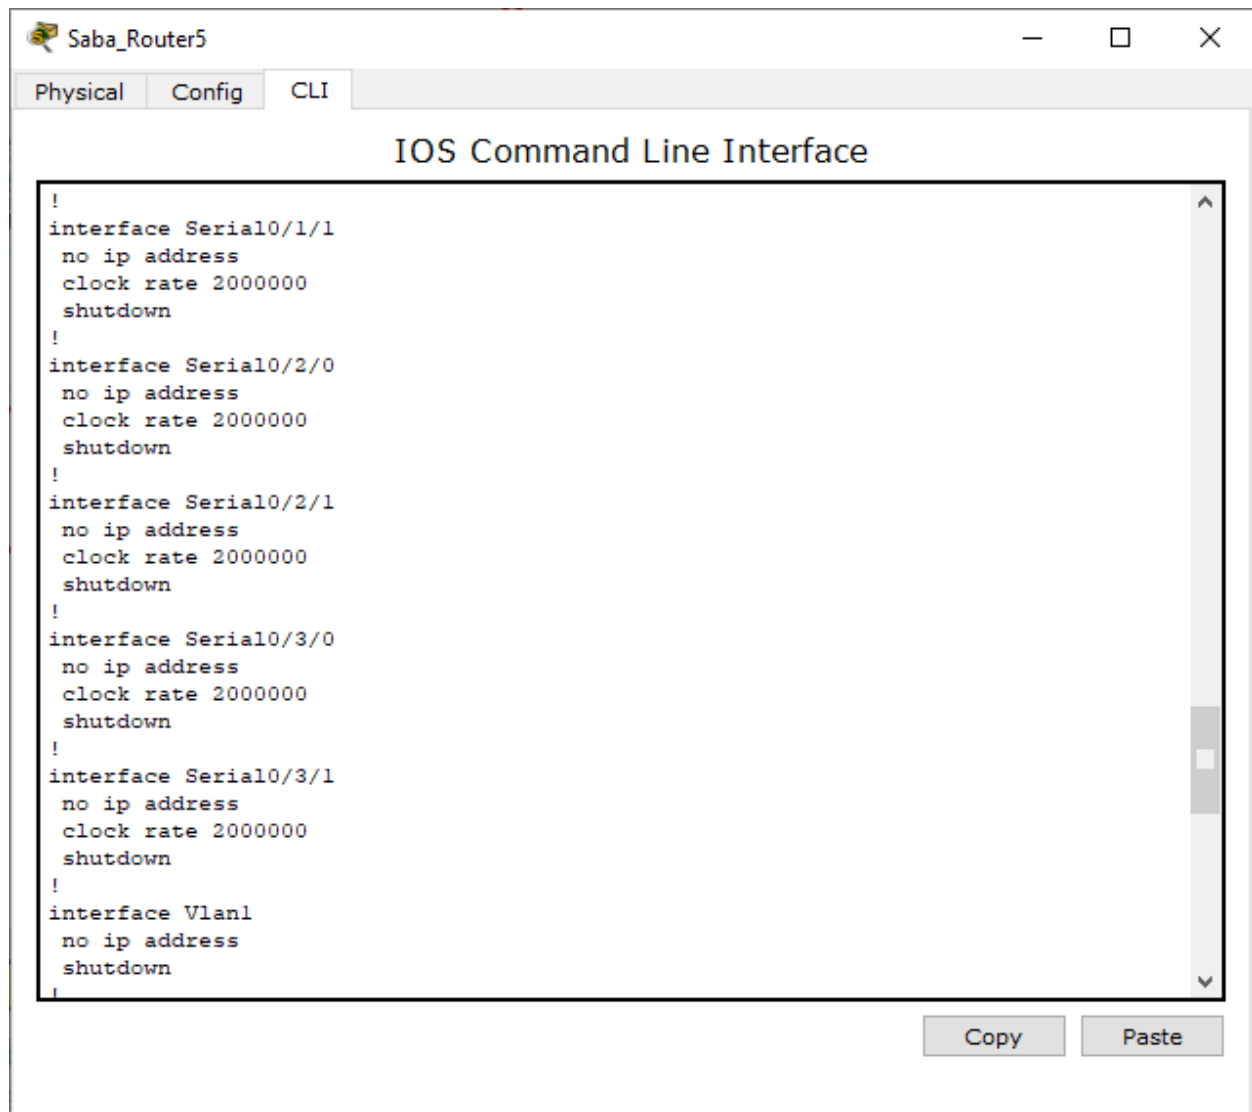 Saba_Router5
Physical Config CLI
IOS Command Line Interface
!
interface Serial0/1/1
 no ip address
 clock rate 2000000
 shutdown
!
interface Serial0/2/0
 no ip address
 clock rate 2000000
 shutdown
!
interface Serial0/2/1
 no ip address
 clock rate 2000000
 shutdown
!
interface Serial0/3/0
 no ip address
 clock rate 2000000
 shutdown
!
interface Serial0/3/1
 no ip address
 clock rate 2000000
 shutdown
!
interface Vlan1
 no ip address
 shutdown
!
Copy Paste